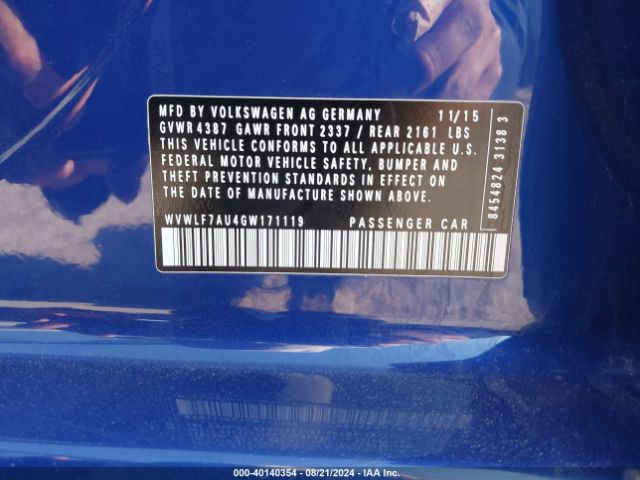 MFD BY VOLKSWAGEN AG GERMANY 11/15
GVWR 4387 GAWR FRONT 2337 / REAR 2161 LBS
THIS VEHICLE CONFORMS TO ALL APPLICABLE U.S.
FEDERAL MOTOR VEHICLE SAFETY, BUMPER AND
THEFT PREVENTION STANDARDS IN EFFECT ON
THE DATE OF MANUFACTURE SHOWN ABOVE.
WVWLF7AU4GW171119 PASSENGER CAR
8454824 3138 3
000-40140354 - 08/21/2024 - IAA Inc.